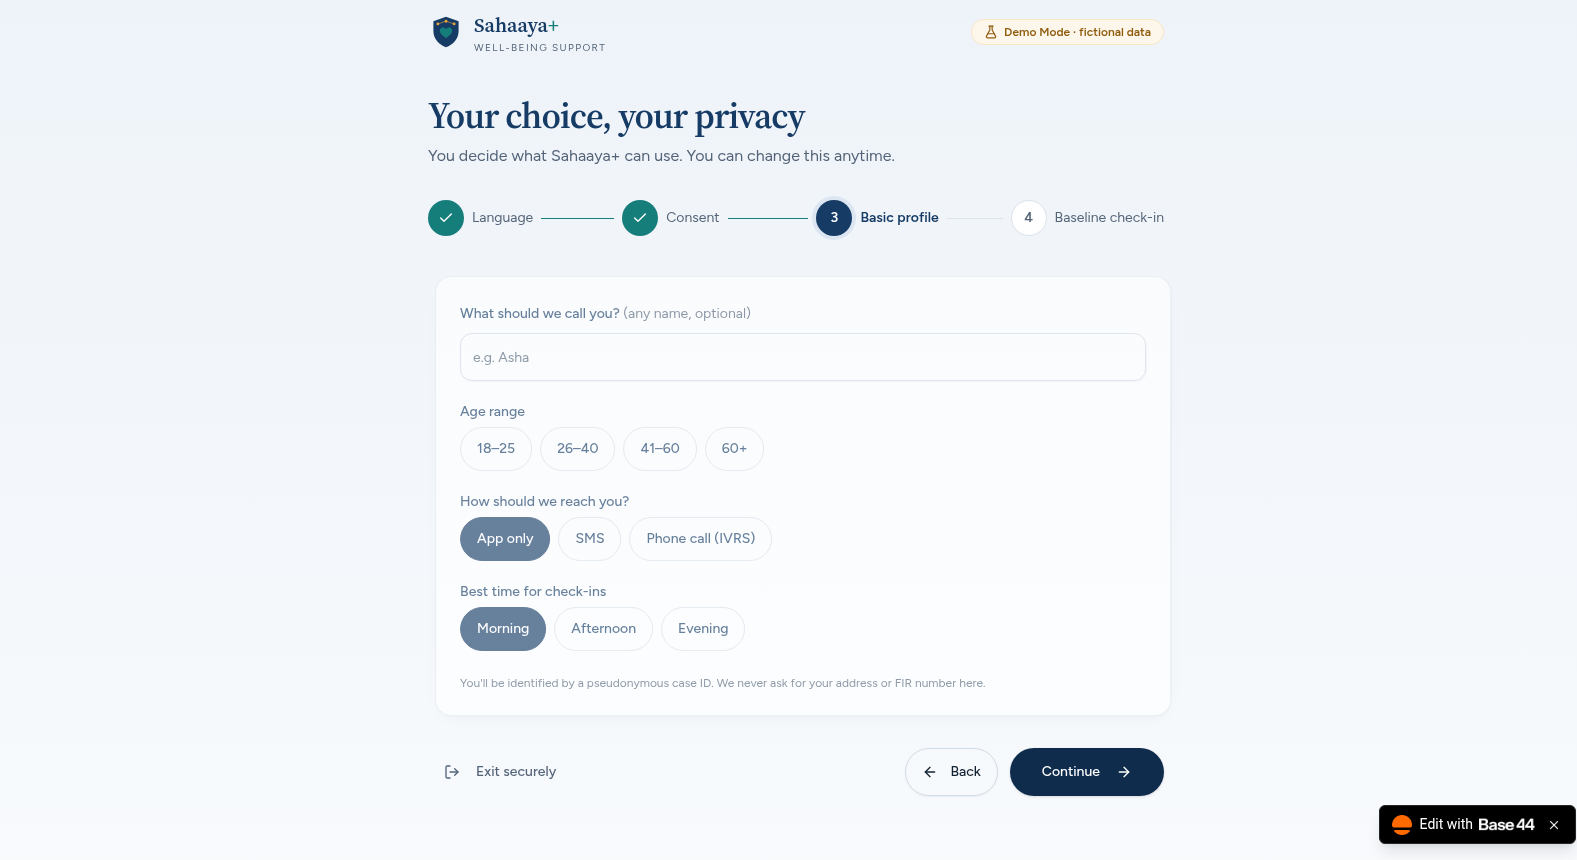 Sahaaya+
WELL-BEING SUPPORT
Demo Mode · fictional data
Your choice, your privacy
You decide what Sahaaya+ can use. You can change this anytime.
Language
Consent
3 Basic profile
4 Baseline check-in
What should we call you? (any name, optional)
e.g. Asha
Age range
18–25 26–40 41–60 60+
How should we reach you?
App only SMS Phone call (IVRS)
Best time for check-ins
Morning Afternoon Evening
You'll be identified by a pseudonymous case ID. We never ask for your address or FIR number here.
Exit securely
Back
Continue
Edit with Base44